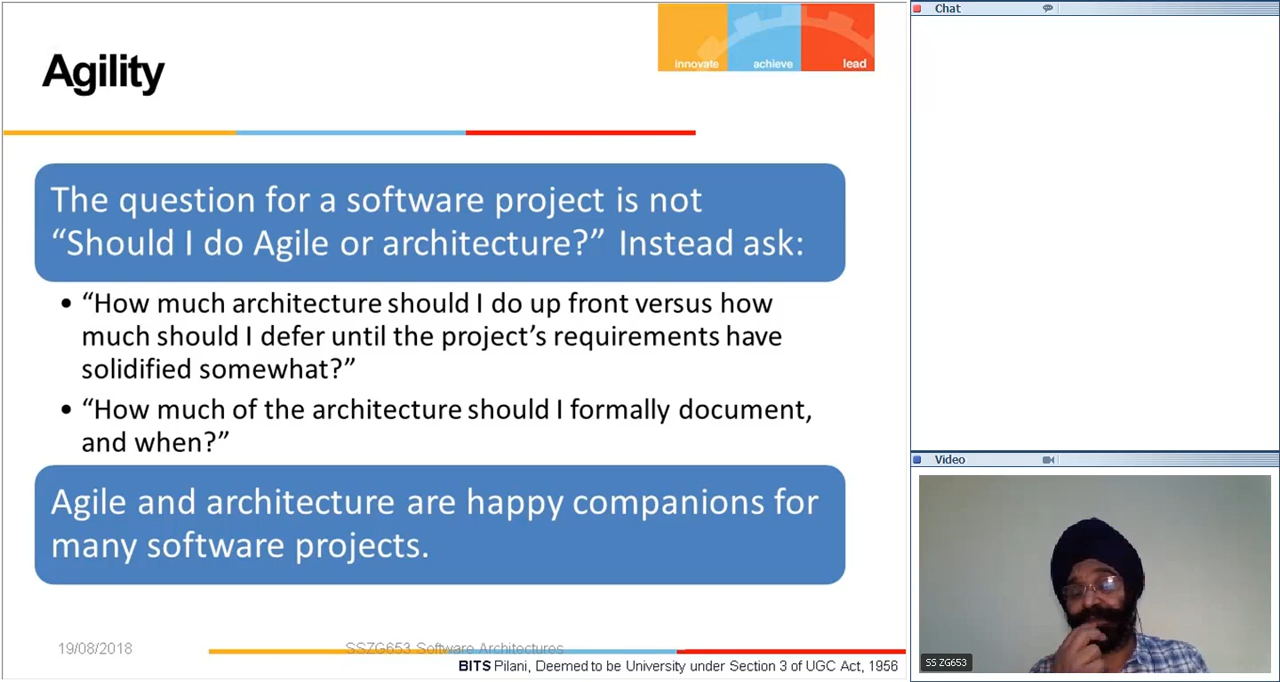 Agility
innovate achieve lead
The question for a software project is not
“Should I do Agile or architecture?” Instead ask:
• “How much architecture should I do up front versus how
much should I defer until the project’s requirements have
solidified somewhat?”
• “How much of the architecture should I formally document,
and when?”
Agile and architecture are happy companions for
many software projects.
19/08/2018 SSZG653 Software Architectures
BITS Pilani, Deemed to be University under Section 3 of UGC Act, 1956
Chat
Video
SS ZG653